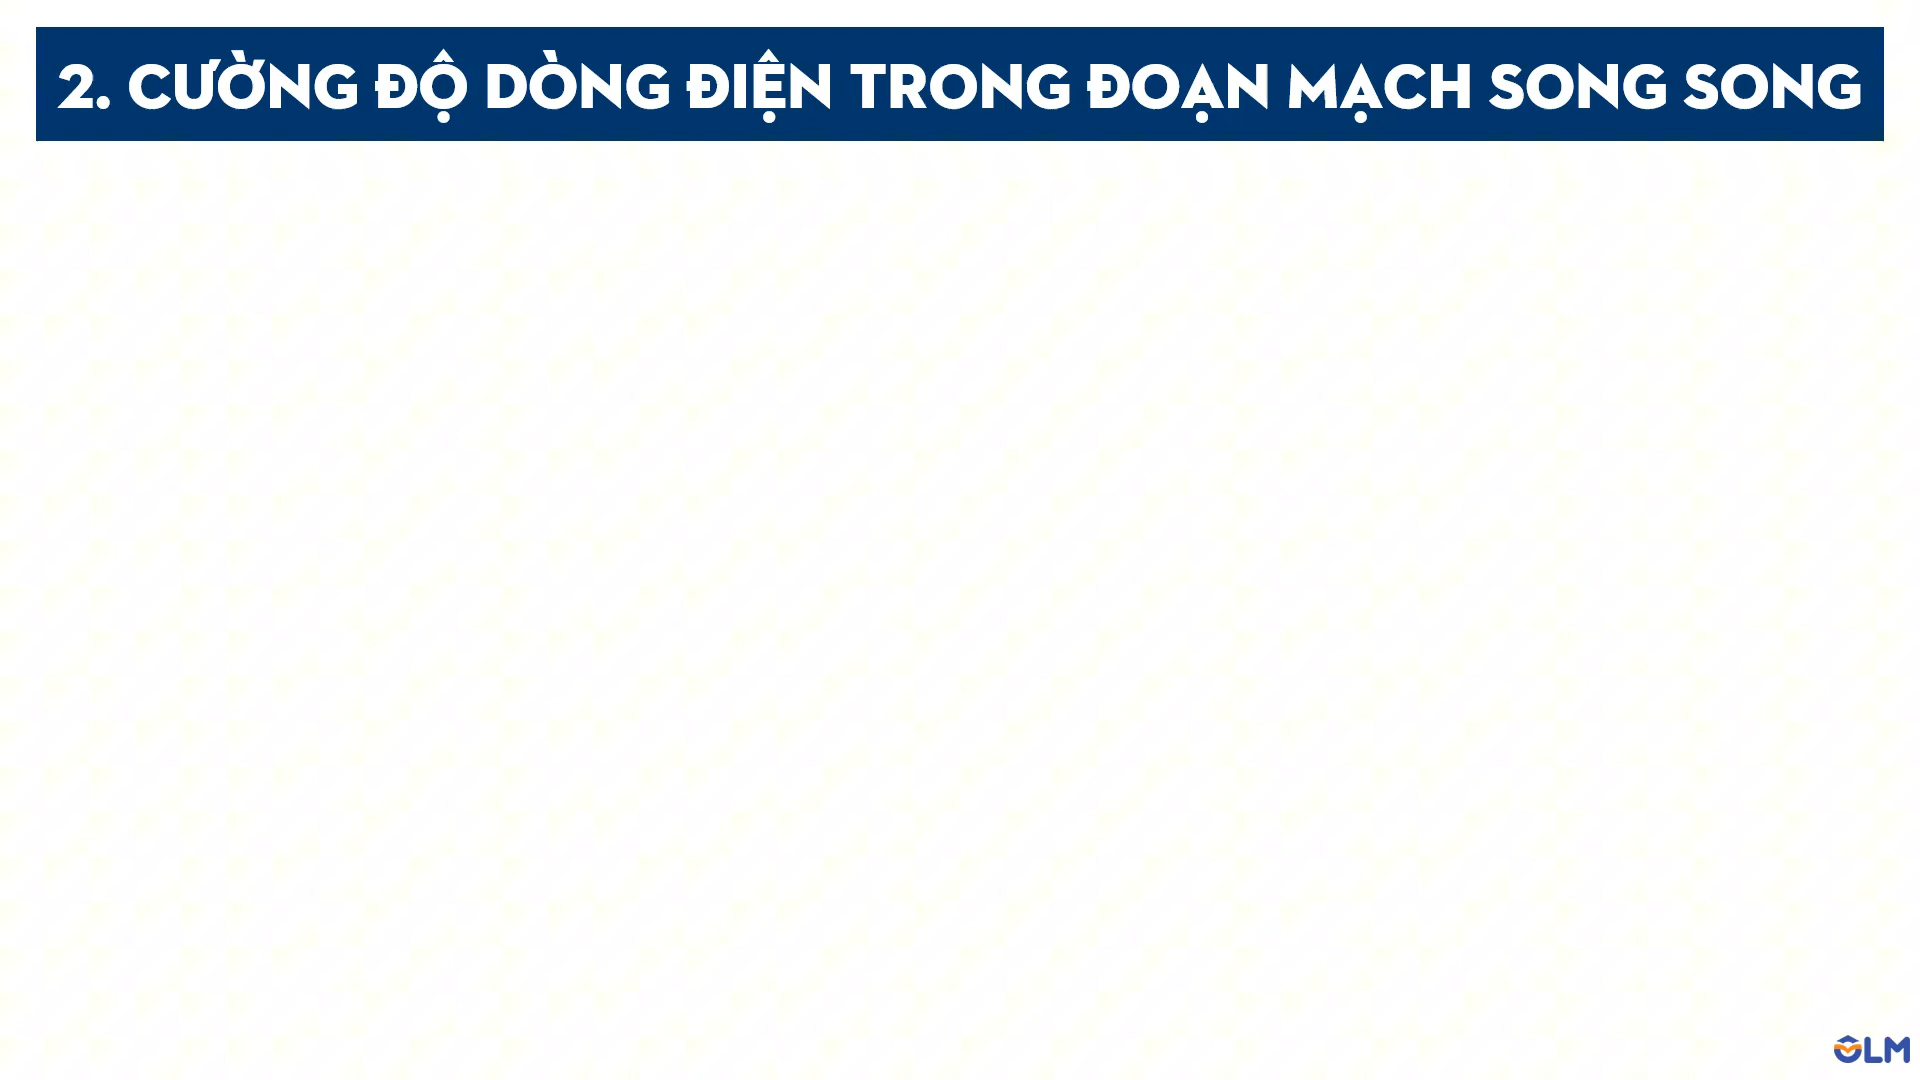 2. CƯỜNG ĐỘ DÒNG ĐIỆN TRONG ĐOẠN MẠCH SONG SONG
OLM